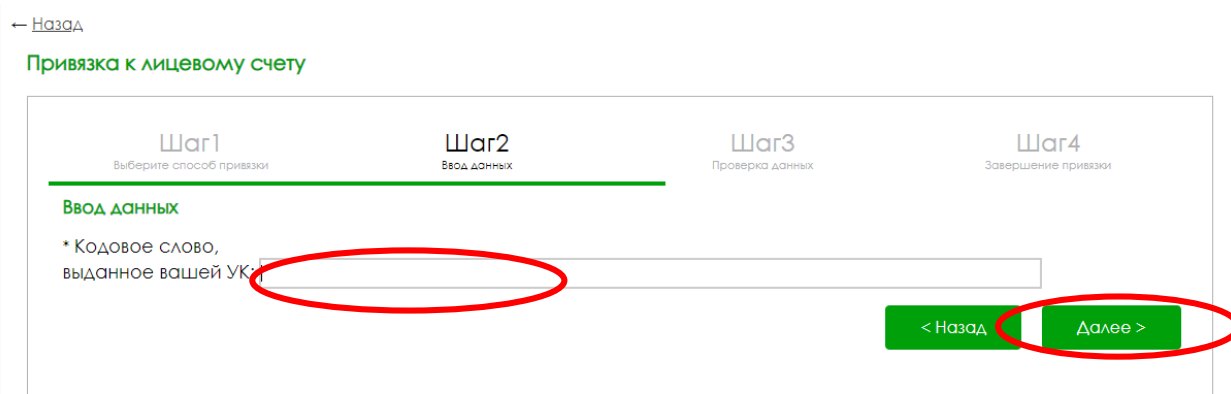 ← Назад
Привязка к лицевому счету
Шаг1 Шаг2 Шаг3 Шаг4
Выберите способ привязки Ввод данных Проверка данных Завершение привязки
Ввод данных
* Кодовое слово,
выданное вашей УК:
< Назад Далее >